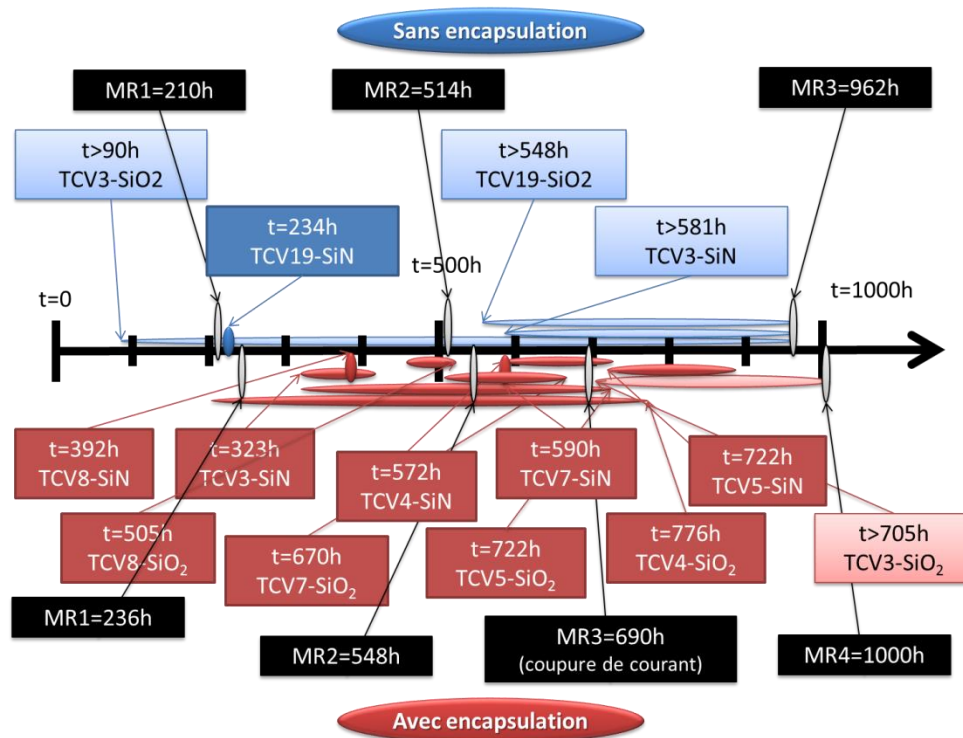 Sans encapsulation
MR1=210h
MR2=514h
MR3=962h
t>90h
TCV3-SiO2
t>548h
TCV19-SiO2
t=234h
TCV19-SiN
t>581h
TCV3-SiN
t=500h
t=0
t=1000h
t=392h
TCV8-SiN
t=323h
TCV3-SiN
t=572h
TCV4-SiN
t=590h
TCV7-SiN
t=722h
TCV5-SiN
t=505h
TCV8-SiO₂
t=670h
TCV7-SiO₂
t=722h
TCV5-SiO₂
t=776h
TCV4-SiO₂
t>705h
TCV3-SiO₂
MR1=236h
MR2=548h
MR3=690h
(coupure de courant)
MR4=1000h
Avec encapsulation